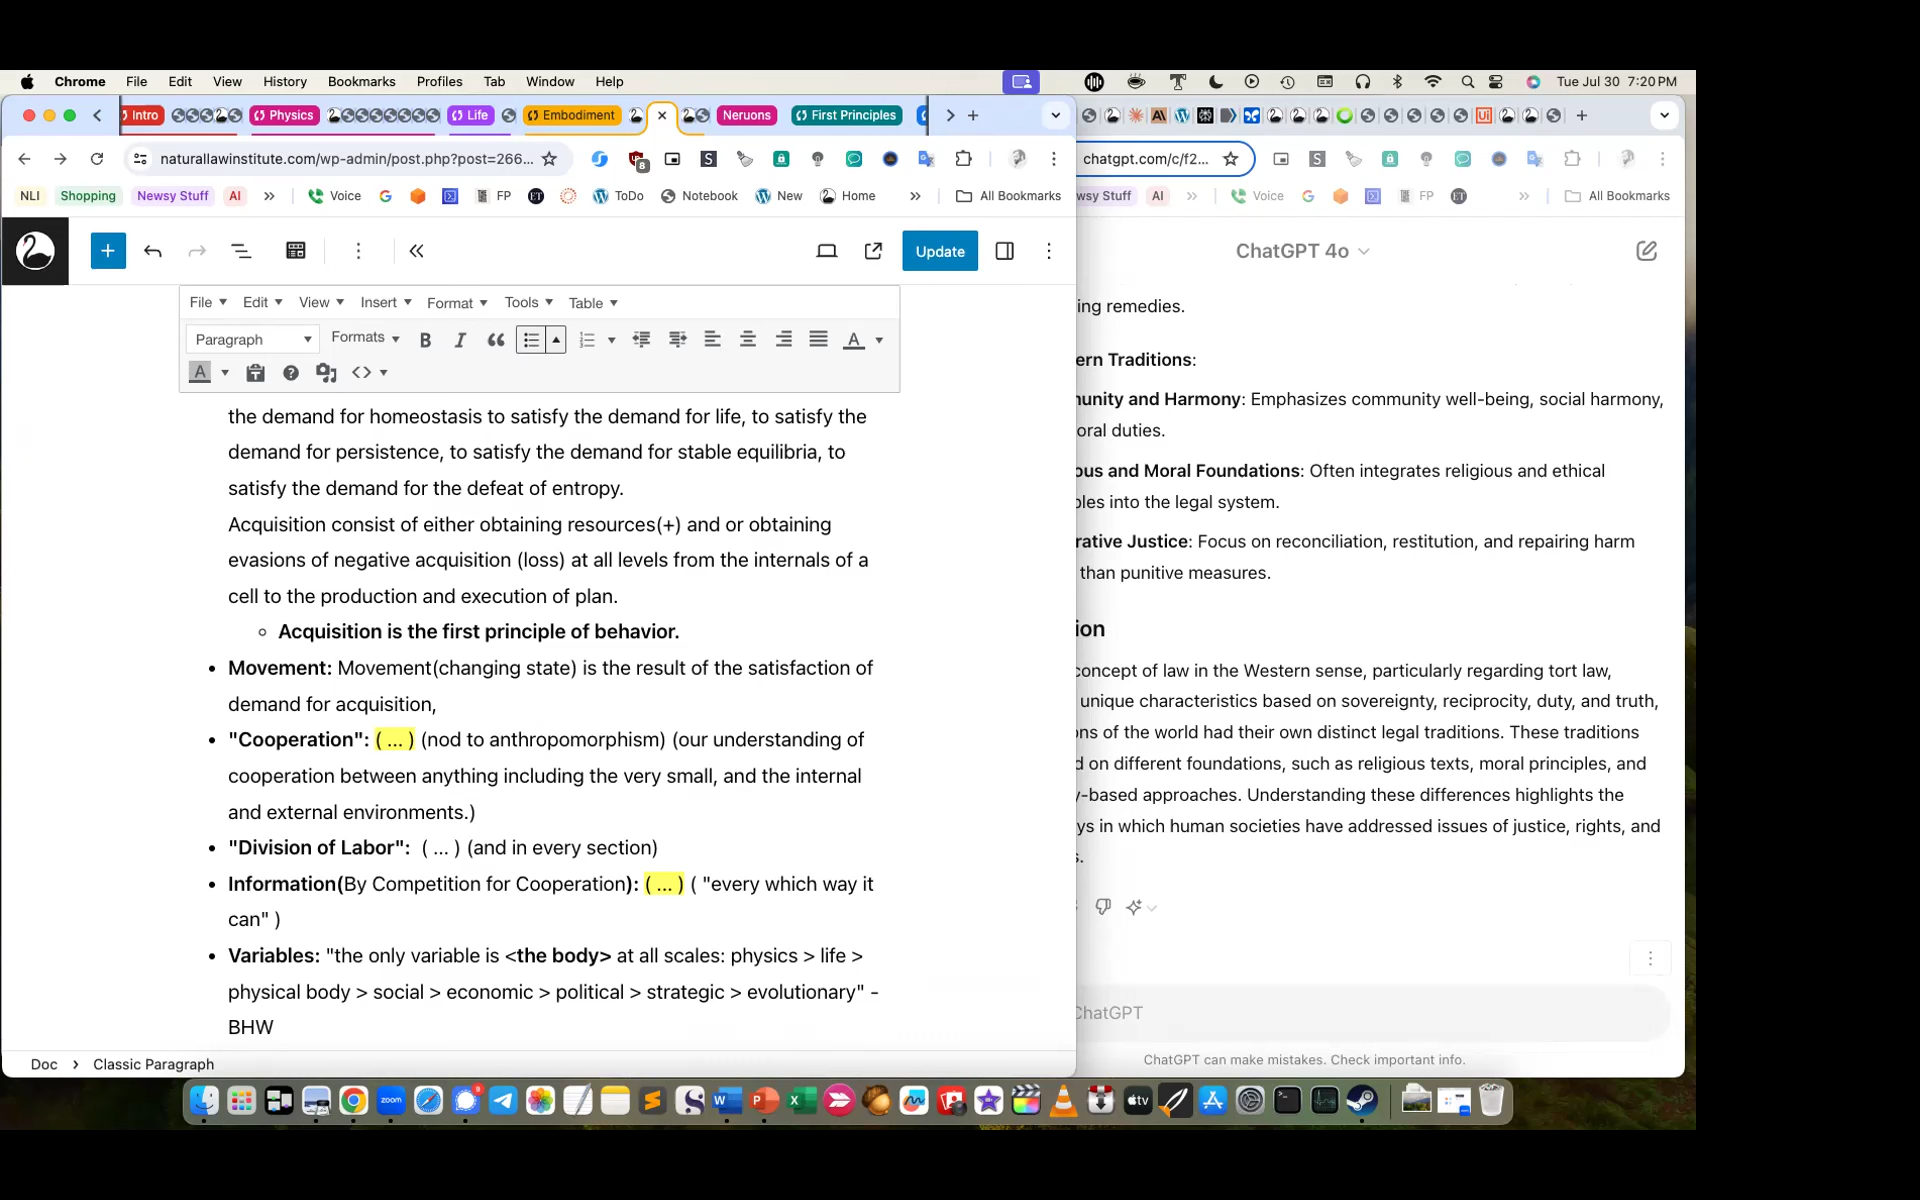 Chrome File Edit View History Bookmarks Profiles Tab Window Help Tue Jul 30 7:20 PM
Intro Physics Life Embodiment Neruons First Principles
naturallawinstitute.com/wp-admin/post.php?post=266...
8
NLI Shopping Newsy Stuff AI » Voice FP ToDo Notebook New Home » All Bookmarks
Update
File Edit View Insert Format Tools Table
Paragraph Formats B I
A
the demand for homeostasis to satisfy the demand for life, to satisfy the
demand for persistence, to satisfy the demand for stable equilibria, to
satisfy the demand for the defeat of entropy.
Acquisition consist of either obtaining resources(+) and or obtaining
evasions of negative acquisition (loss) at all levels from the internals of a
cell to the production and execution of plan.
Acquisition is the first principle of behavior.
Movement: Movement(changing state) is the result of the satisfaction of
demand for acquisition,
"Cooperation": ( ... ) (nod to anthropomorphism) (our understanding of
cooperation between anything including the very small, and the internal
and external environments.)
"Division of Labor": ( ... ) (and in every section)
Information(By Competition for Cooperation): ( ... ) ( "every which way it
can" )
Variables: "the only variable is <the body> at all scales: physics > life >
physical body > social > economic > political > strategic > evolutionary" -
BHW
Doc › Classic Paragraph
chatgpt.com/c/f2...
wsy Stuff AI » Voice FP » All Bookmarks
ChatGPT 4o
ing remedies.
ern Traditions:
unity and Harmony: Emphasizes community well-being, social harmony,
oral duties.
ous and Moral Foundations: Often integrates religious and ethical
ples into the legal system.
rative Justice: Focus on reconciliation, restitution, and repairing harm
than punitive measures.
ion
concept of law in the Western sense, particularly regarding tort law,
unique characteristics based on sovereignty, reciprocity, duty, and truth,
ons of the world had their own distinct legal traditions. These traditions
d on different foundations, such as religious texts, moral principles, and
y-based approaches. Understanding these differences highlights the
ys in which human societies have addressed issues of justice, rights, and
s.
ChatGPT
ChatGPT can make mistakes. Check important info.
zoom
tv